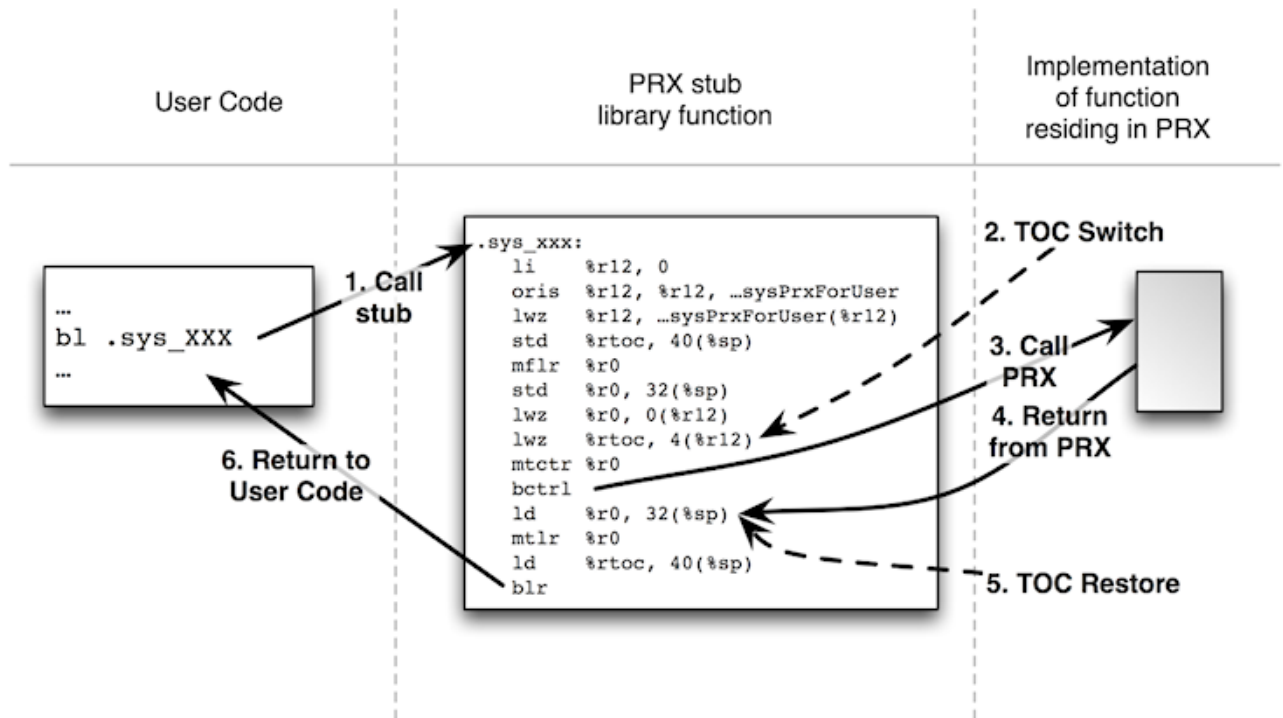 User Code
PRX stub
library function
Implementation
of function
residing in PRX
…
bl .sys_XXX
…
1. Call
stub
.sys_xxx:
li %r12, 0
oris %r12, %r12, …sysPrxForUser
lwz %r12, …sysPrxForUser(%r12)
std %rtoc, 40(%sp)
mflr %r0
std %r0, 32(%sp)
lwz %r0, 0(%r12)
lwz %rtoc, 4(%r12)
mtctr %r0
bctrl
ld %r0, 32(%sp)
mtlr %r0
ld %rtoc, 40(%sp)
blr
2. TOC Switch
3. Call
PRX
4. Return
from PRX
5. TOC Restore
6. Return to
User Code